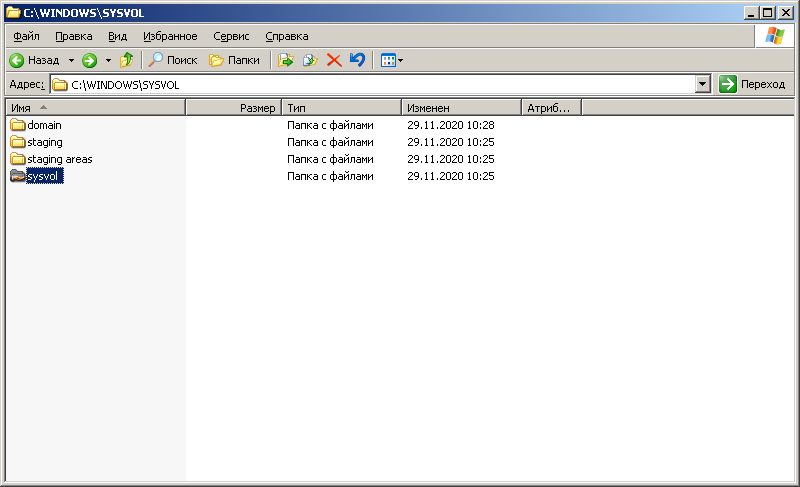 C:\WINDOWS\SYSVOL
Файл Правка Вид Избранное Сервис Справка
Назад Поиск Папки
Адрес: C:\WINDOWS\SYSVOL Переход
Имя Размер Тип Изменен Атриб...
domain Папка с файлами 29.11.2020 10:28
staging Папка с файлами 29.11.2020 10:25
staging areas Папка с файлами 29.11.2020 10:25
sysvol Папка с файлами 29.11.2020 10:25